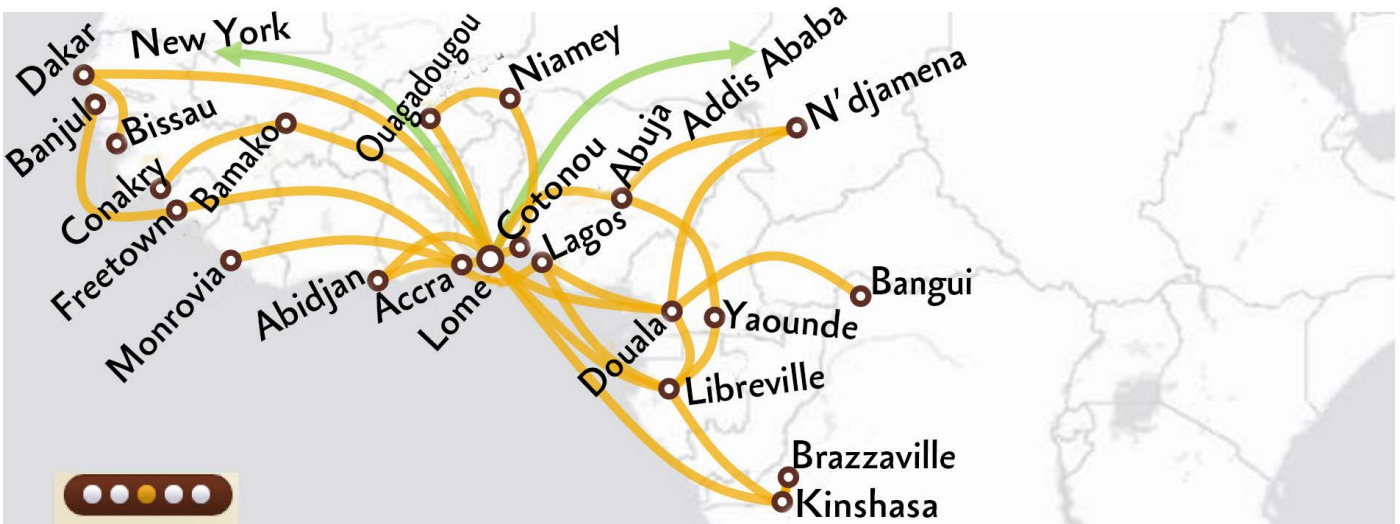 New York
Dakar
Ouagadougou
Niamey
Addis Ababa
N'djamena
Banjul
Bissau
Bamako
Abuja
Conakry
Cotonou
Lagos
Freetown
Monrovia
Abidjan
Accra
Lome
Bangui
Yaounde
Douala
Libreville
Brazzaville
Kinshasa